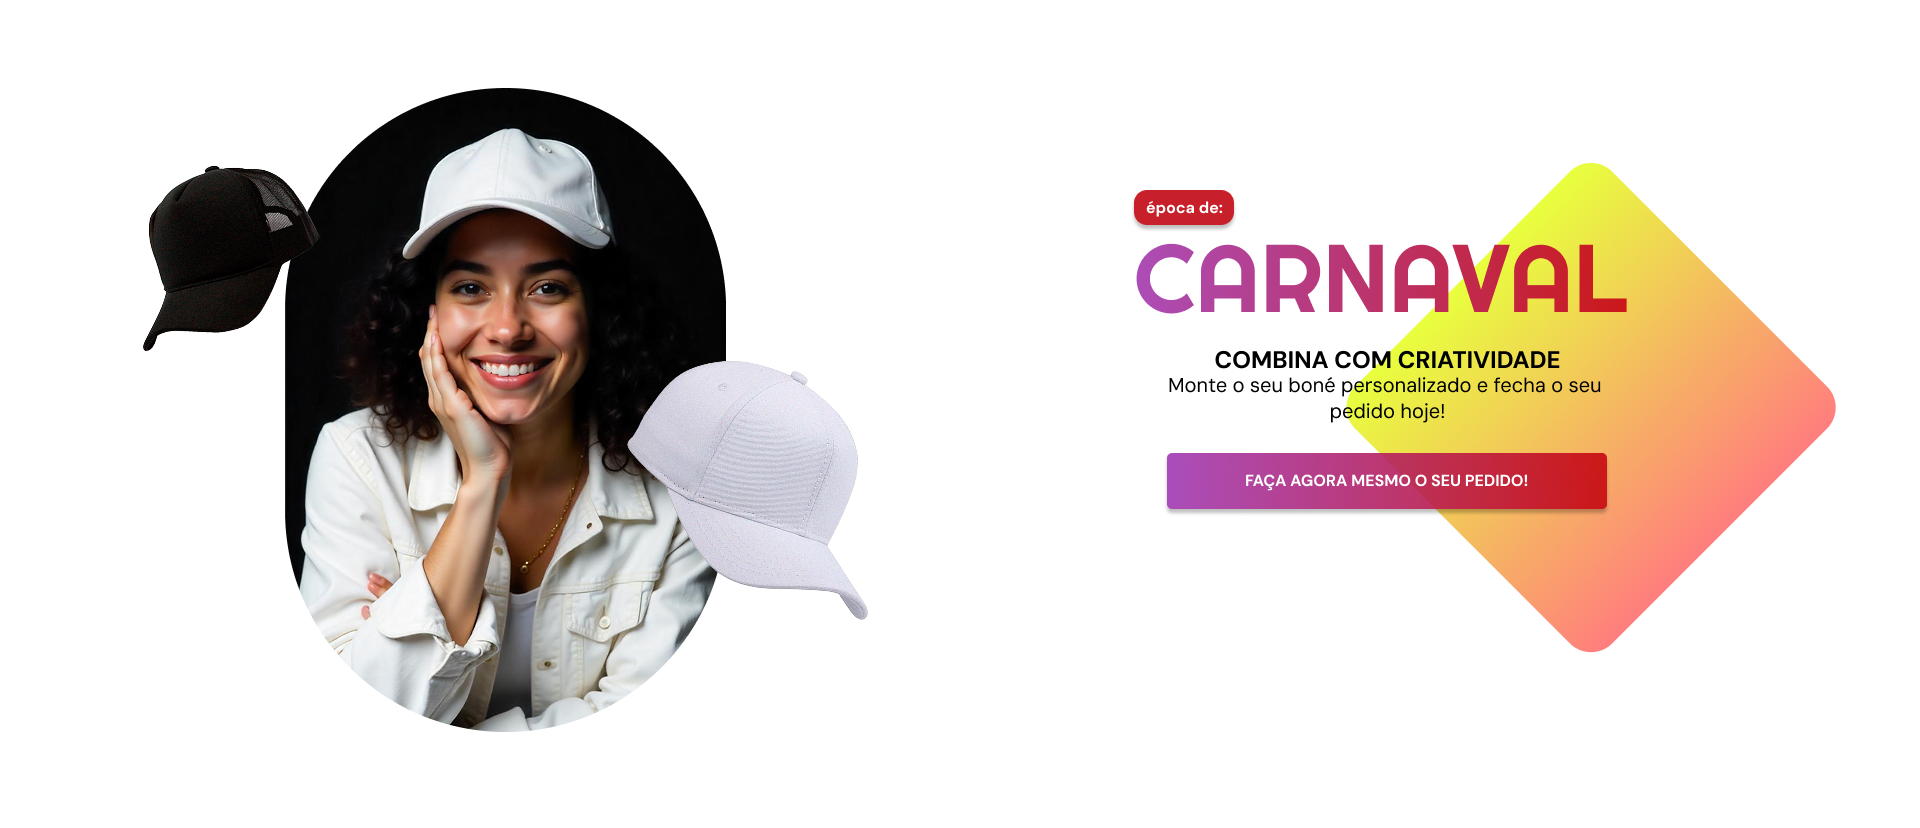 época de:
CARNAVAL
COMBINA COM CRIATIVIDADE
Monte o seu boné personalizado e fecha o seu
pedido hoje!
FAÇA AGORA MESMO O SEU PEDIDO!